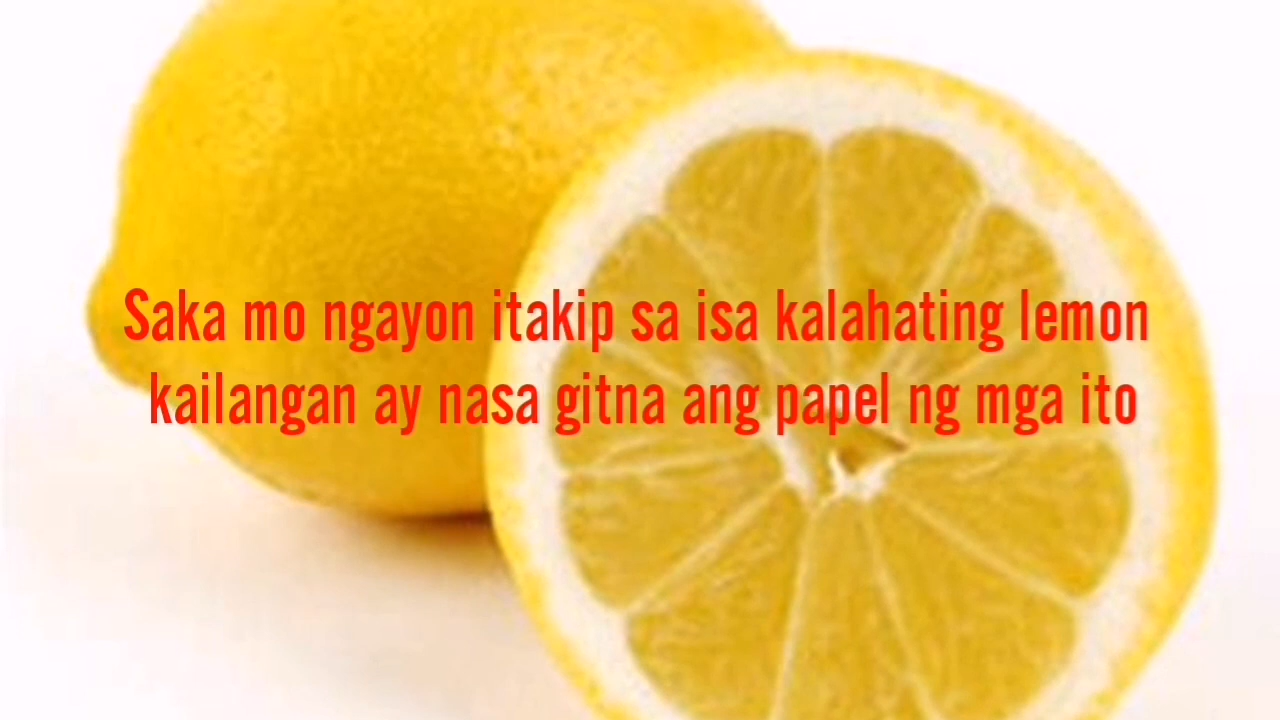 Saka mo ngayon itakip sa isa kalahating lemon
kailangan ay nasa gitna ang papel ng mga ito